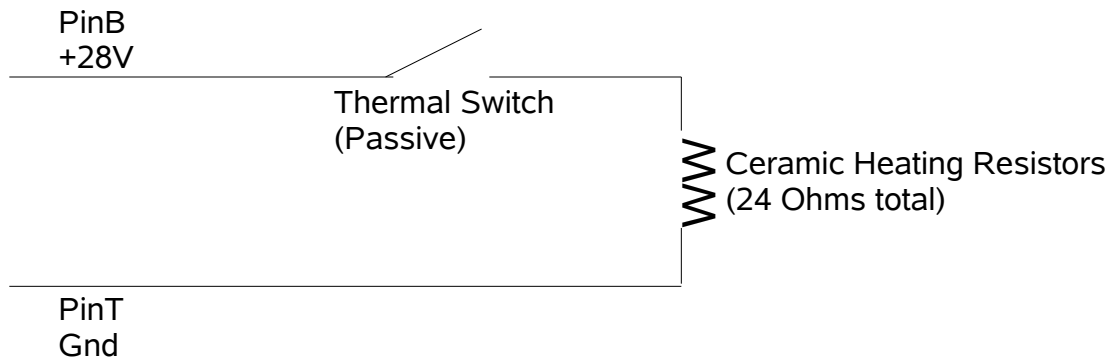 PinB
+28V
Thermal Switch
(Passive)
Ceramic Heating Resistors
(24 Ohms total)
PinT
Gnd